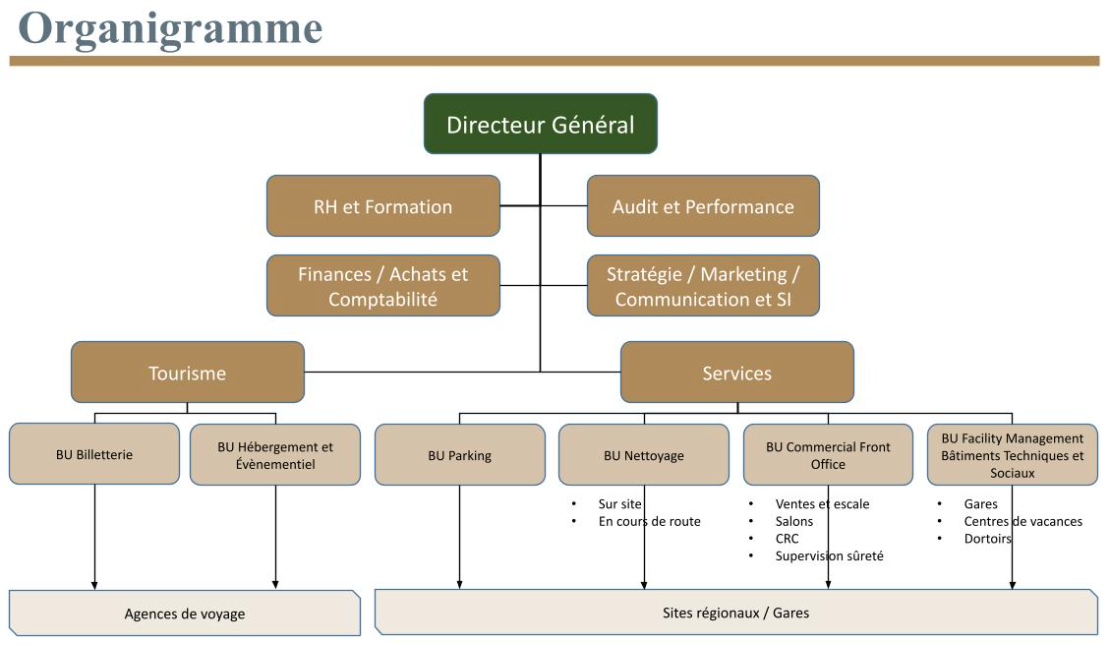 Organigramme
Directeur Général
RH et Formation
Audit et Performance
Finances / Achats et
Comptabilité
Stratégie / Marketing /
Communication et SI
Tourisme
Services
BU Billetterie
BU Hébergement et
Évènementiel
BU Parking
BU Nettoyage
BU Commercial Front
Office
BU Facility Management
Bâtiments Techniques et
Sociaux
• Sur site
• En cours de route
• Ventes et escale
• Salons
• CRC
• Supervision sûreté
• Gares
• Centres de vacances
• Dortoirs
Agences de voyage
Sites régionaux / Gares